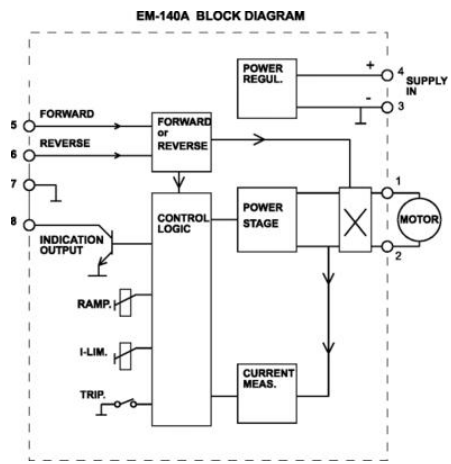 EM-140A BLOCK DIAGRAM
POWER
REGUL.
+
4
SUPPLY
IN
-
3
5
FORWARD
FORWARD
or
REVERSE
6
REVERSE
7
8
INDICATION
OUTPUT
CONTROL
LOGIC
POWER
STAGE
1
MOTOR
2
RAMP.
I-LIM.
TRIP.
CURRENT
MEAS.